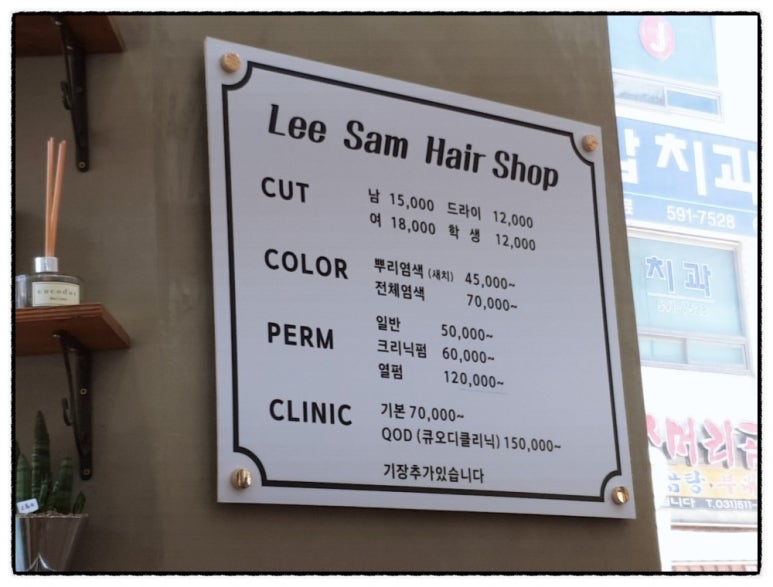 Lee Sam Hair Shop
CUT
남 15,000 드라이 12,000
여 18,000 학 생 12,000
COLOR
뿌리염색 (새치) 45,000~
전체염색 70,000~
PERM
일반 50,000~
크리닉펌 60,000~
열펌 120,000~
CLINIC
기본 70,000~
QOD (큐오디클리닉) 150,000~
기장추가있습니다
cocodor
J
치과
591-7528
치과
T.031)511-